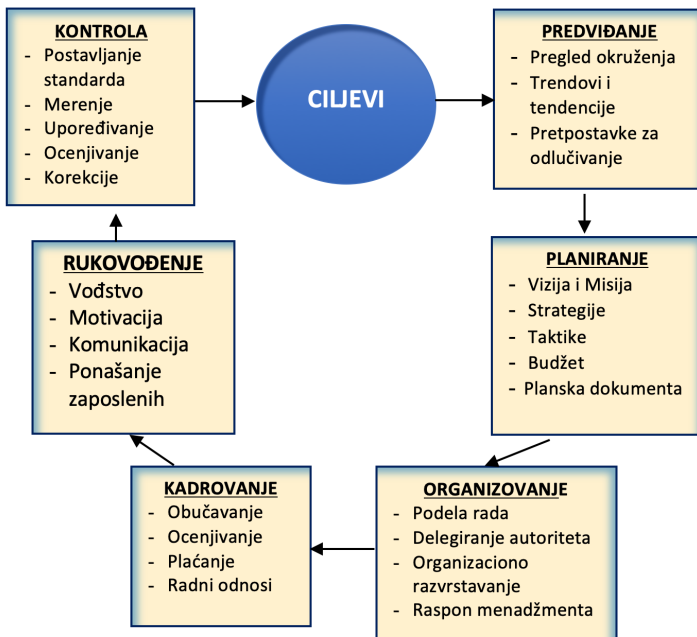 KONTROLA
- Postavljanje
standarda
- Merenje
- Upoređivanje
- Ocenjivanje
- Korekcije
CILJEVI
PREDVIĐANJE
- Pregled okruženja
- Trendovi i
tendencije
- Pretpostavke za
odlučivanje
PLANIRANJE
- Vizija i Misija
- Strategije
- Taktike
- Budžet
- Planska dokumenta
ORGANIZOVANJE
- Podela rada
- Delegiranje autoriteta
- Organizaciono
razvrstavanje
- Raspon menadžmenta
KADROVANJE
- Obučavanje
- Ocenjivanje
- Plaćanje
- Radni odnosi
RUKOVOĐENJE
- Vođstvo
- Motivacija
- Komunikacija
- Ponašanje
zaposlenih